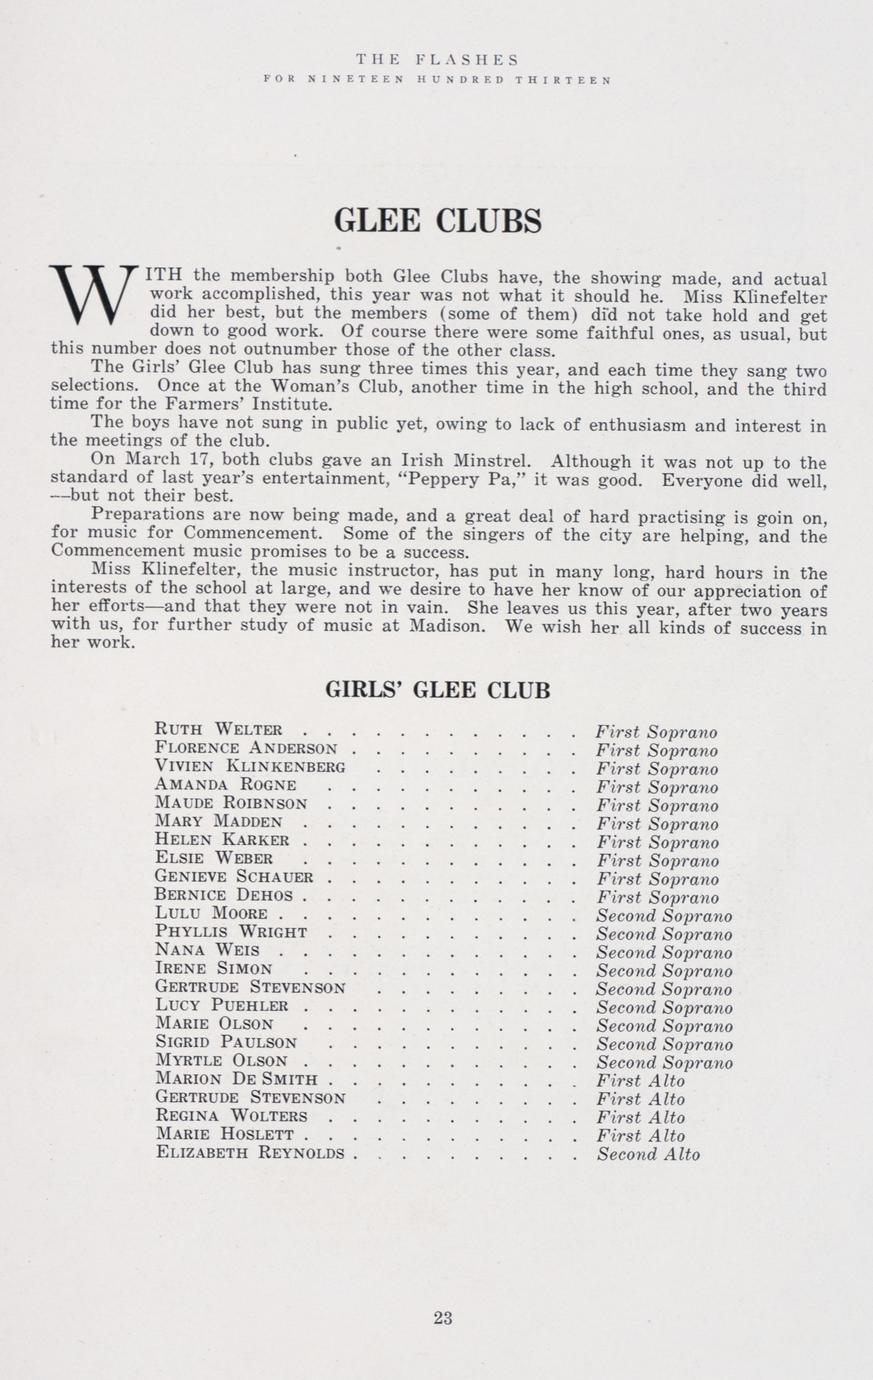 THE FLASHES
FOR NINETEEN HUNDRED THIRTEEN
GLEE CLUBS
WITH the membership both Glee Clubs have, the showing made, and actual
work accomplished, this year was not what it should he. Miss Klinefelter
did her best, but the members (some of them) did not take hold and get
down to good work. Of course there were some faithful ones, as usual, but
this number does not outnumber those of the other class.
The Girls' Glee Club has sung three times this year, and each time they sang two
selections. Once at the Woman's Club, another time in the high school, and the third
time for the Farmers' Institute.
The boys have not sung in public yet, owing to lack of enthusiasm and interest in
the meetings of the club.
On March 17, both clubs gave an Irish Minstrel. Although it was not up to the
standard of last year's entertainment, “Peppery Pa,” it was good. Everyone did well,
—but not their best.
Preparations are now being made, and a great deal of hard practising is goin on,
for music for Commencement. Some of the singers of the city are helping, and the
Commencement music promises to be a success.
Miss Klinefelter, the music instructor, has put in many long, hard hours in the
interests of the school at large, and we desire to have her know of our appreciation of
her efforts—and that they were not in vain. She leaves us this year, after two years
with us, for further study of music at Madison. We wish her all kinds of success in
her work.
GIRLS' GLEE CLUB
RUTH WELTER . . . . . . . . . . . . First Soprano
FLORENCE ANDERSON . . . . . . . . . . First Soprano
VIVIEN KLINKENBERG . . . . . . . . . First Soprano
AMANDA ROGNE . . . . . . . . . . . First Soprano
MAUDE ROIBNSON . . . . . . . . . . . First Soprano
MARY MADDEN . . . . . . . . . . . . First Soprano
HELEN KARKER . . . . . . . . . . . . First Soprano
ELSIE WEBER . . . . . . . . . . . . First Soprano
GENIEVE SCHAUER . . . . . . . . . . . First Soprano
BERNICE DEHOS . . . . . . . . . . . . First Soprano
LULU MOORE . . . . . . . . . . . . . Second Soprano
PHYLLIS WRIGHT . . . . . . . . . . . Second Soprano
NANA WEIS . . . . . . . . . . . . . Second Soprano
IRENE SIMON . . . . . . . . . . . . Second Soprano
GERTRUDE STEVENSON . . . . . . . . . Second Soprano
LUCY PUEHLER . . . . . . . . . . . . Second Soprano
MARIE OLSON . . . . . . . . . . . . Second Soprano
SIGRID PAULSON . . . . . . . . . . . Second Soprano
MYRTLE OLSON . . . . . . . . . . . . Second Soprano
MARION DE SMITH . . . . . . . . . . . First Alto
GERTRUDE STEVENSON . . . . . . . . . First Alto
REGINA WOLTERS . . . . . . . . . . . First Alto
MARIE HOSLETT . . . . . . . . . . . . First Alto
ELIZABETH REYNOLDS . . . . . . . . . . Second Alto
23